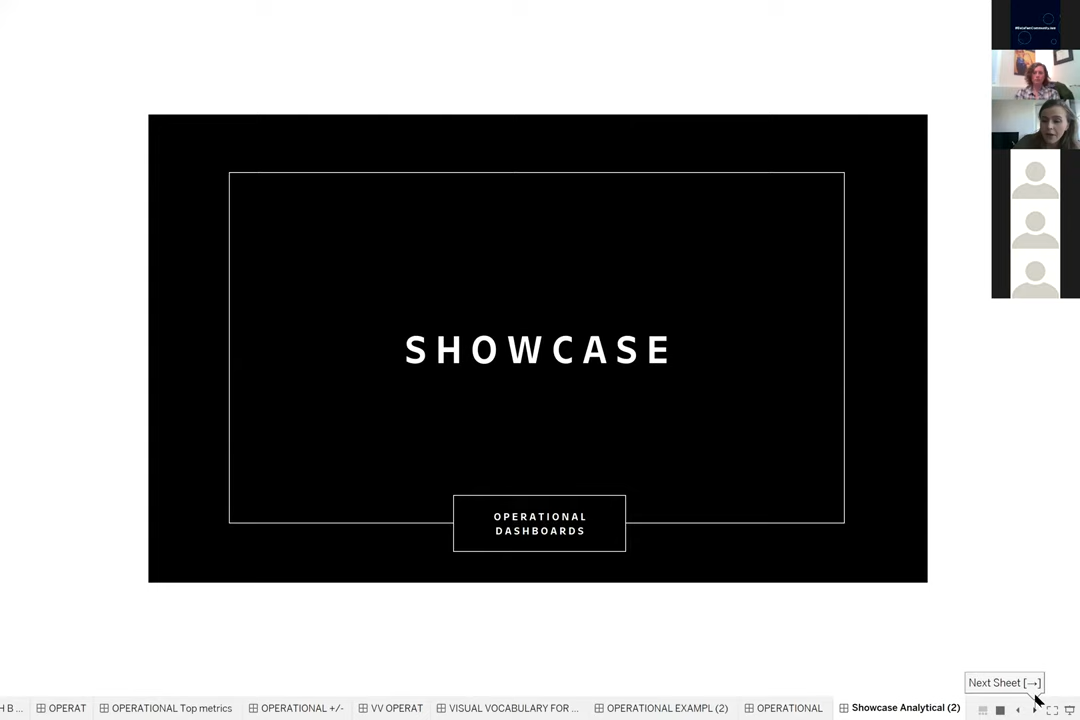 SHOWCASE
OPERATIONAL
DASHBOARDS
Next Sheet [→]
H B ...
OPERAT
OPERATIONAL Top metrics
OPERATIONAL +/-
VV OPERAT
VISUAL VOCABULARY FOR ...
OPERATIONAL EXAMPL (2)
OPERATIONAL
Showcase Analytical (2)